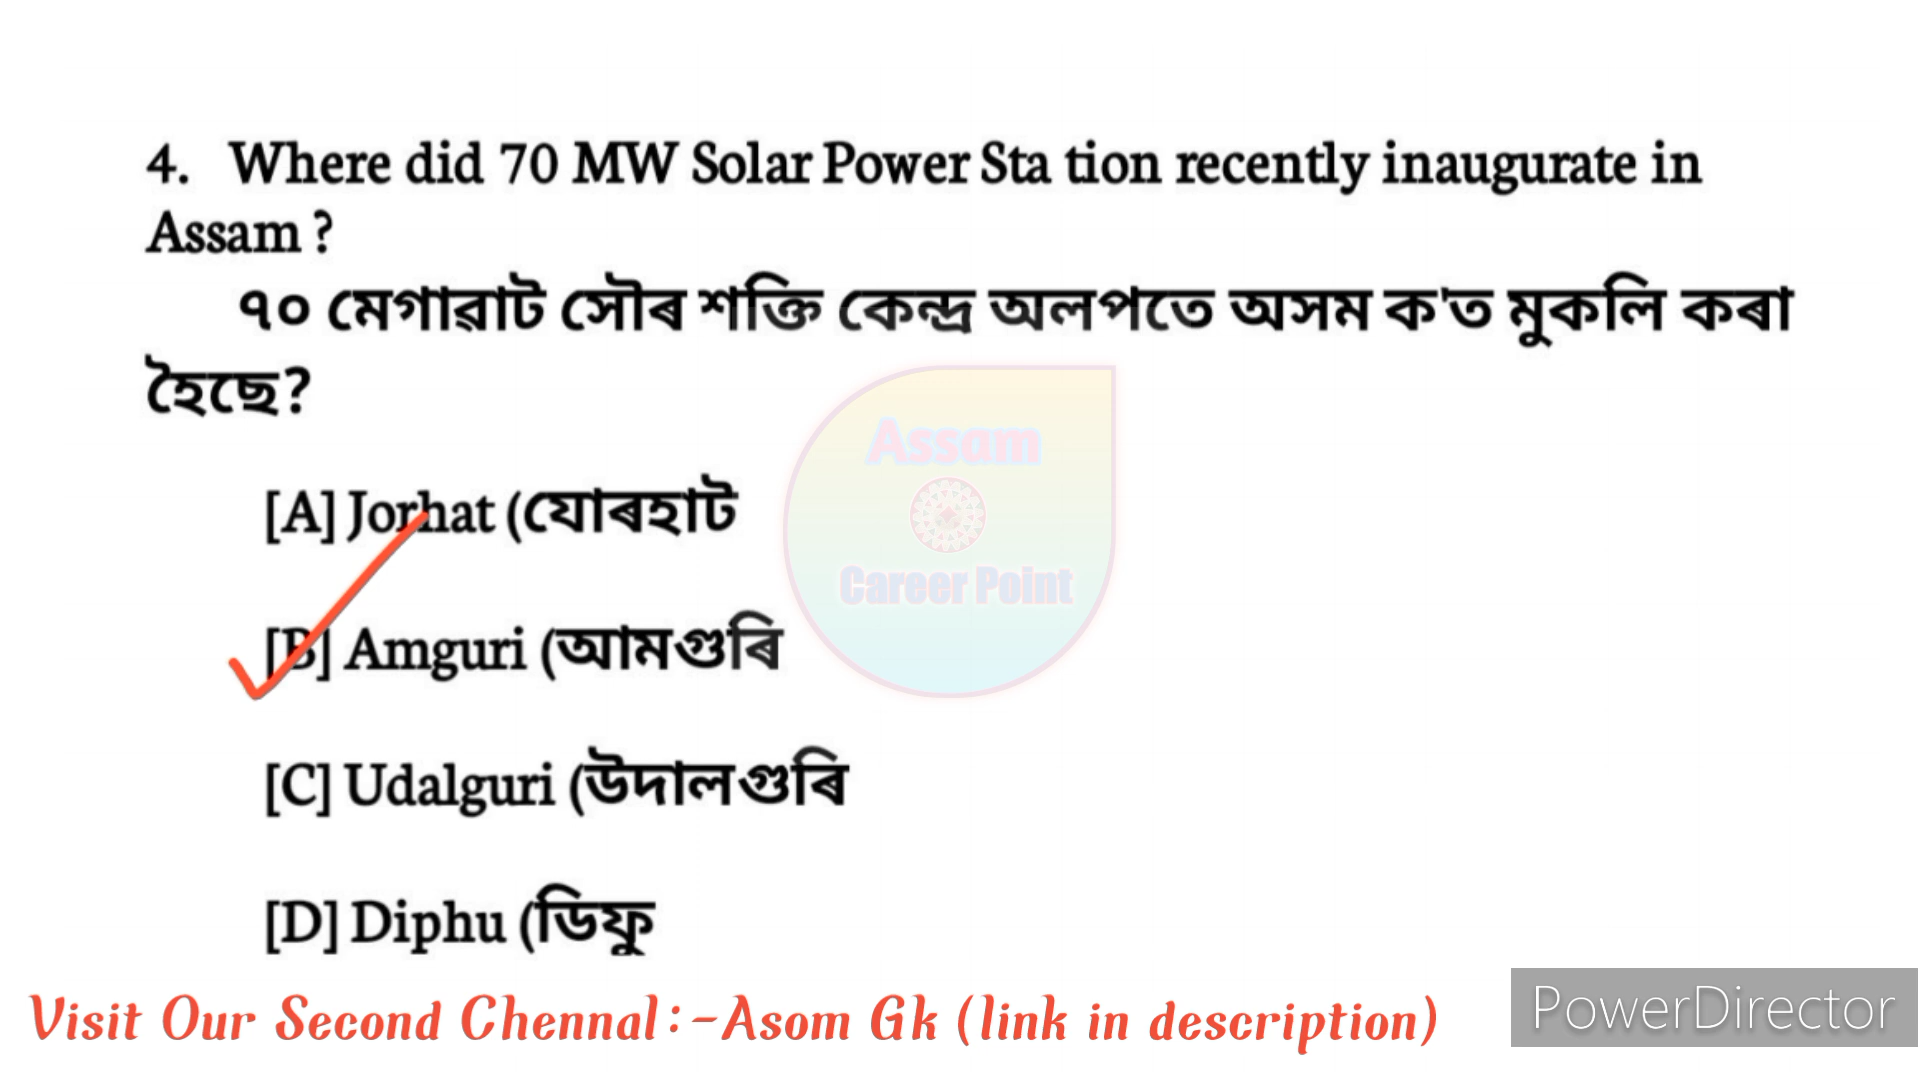 4. Where did 70 MW Solar Power Sta tion recently inaugurate in
Assam ?
৭০ মেগাৱাট সৌৰ শক্তি কেন্দ্ৰ অলপতে অসম ক'ত মুকলি কৰা
হৈছে?
Assam
Career Point
[A] Jorhat (যোৰহাট
[B] Amguri (আমগুৰি
[C] Udalguri (উদালগুৰি
[D] Diphu (ডিফু
Visit Our Second Chennal:-Asom Gk (link in description)
PowerDirector